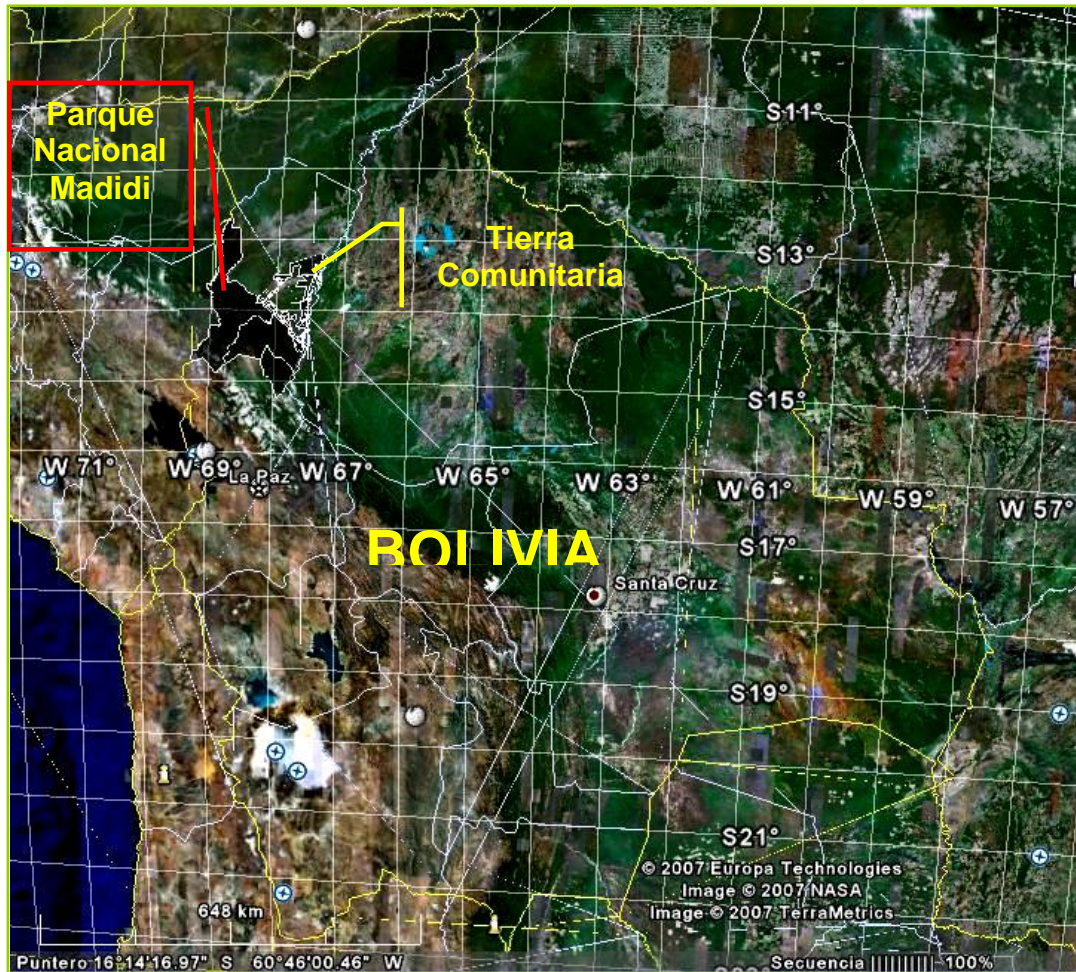 Parque
Nacional
Madidi
S11°
Tierra
Comunitaria
S13°
S15°
W 71° W 69° La Paz W 67° W 65° W 63° W 61° W 59° W 57°
BOLIVIA
S17°
Santa Cruz
S19°
S21°
© 2007 Europa Technologies
Image © 2007 NASA
Image © 2007 TerraMetrics
648 km
Puntero 16°14'16.97" S 60°46'00.46" W
Secuencia |||||||||| 100%